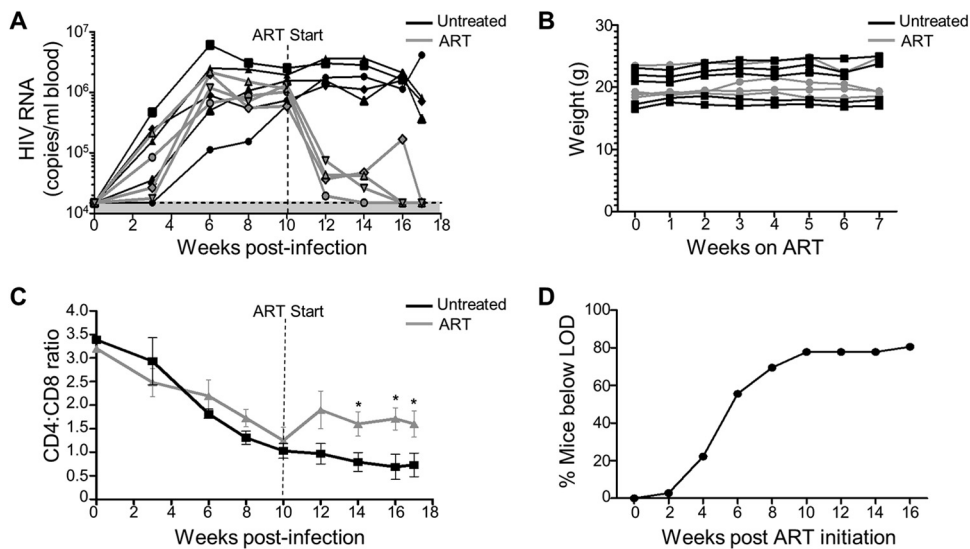 A
Untreated
ART
ART Start
HIV RNA
(copies/ml blood)
10⁷
10⁶
10⁵
10⁴
0 2 4 6 8 10 12 14 16 18
Weeks post-infection
B
Untreated
ART
Weight (g)
30
20
10
0
0 1 2 3 4 5 6 7
Weeks on ART
C
Untreated
ART
ART Start
CD4:CD8 ratio
4.0
3.5
3.0
2.5
2.0
1.5
1.0
0.5
0
* * *
0 2 4 6 8 10 12 14 16 18
Weeks post-infection
D
% Mice below LOD
100
80
60
40
20
0
0 2 4 6 8 10 12 14 16
Weeks post ART initiation